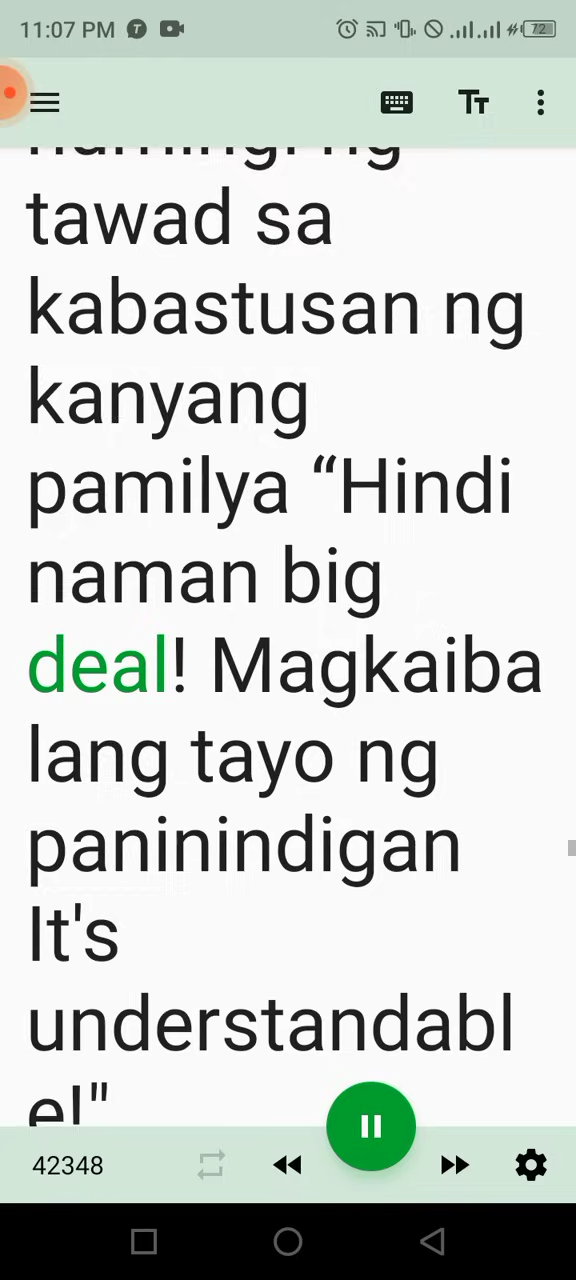 11:07 PM
72
tawad sa
kabastusan ng
kanyang
pamilya “Hindi
naman big
deal! Magkaiba
lang tayo ng
paninindigan
It's
understandabl
e!"
42348